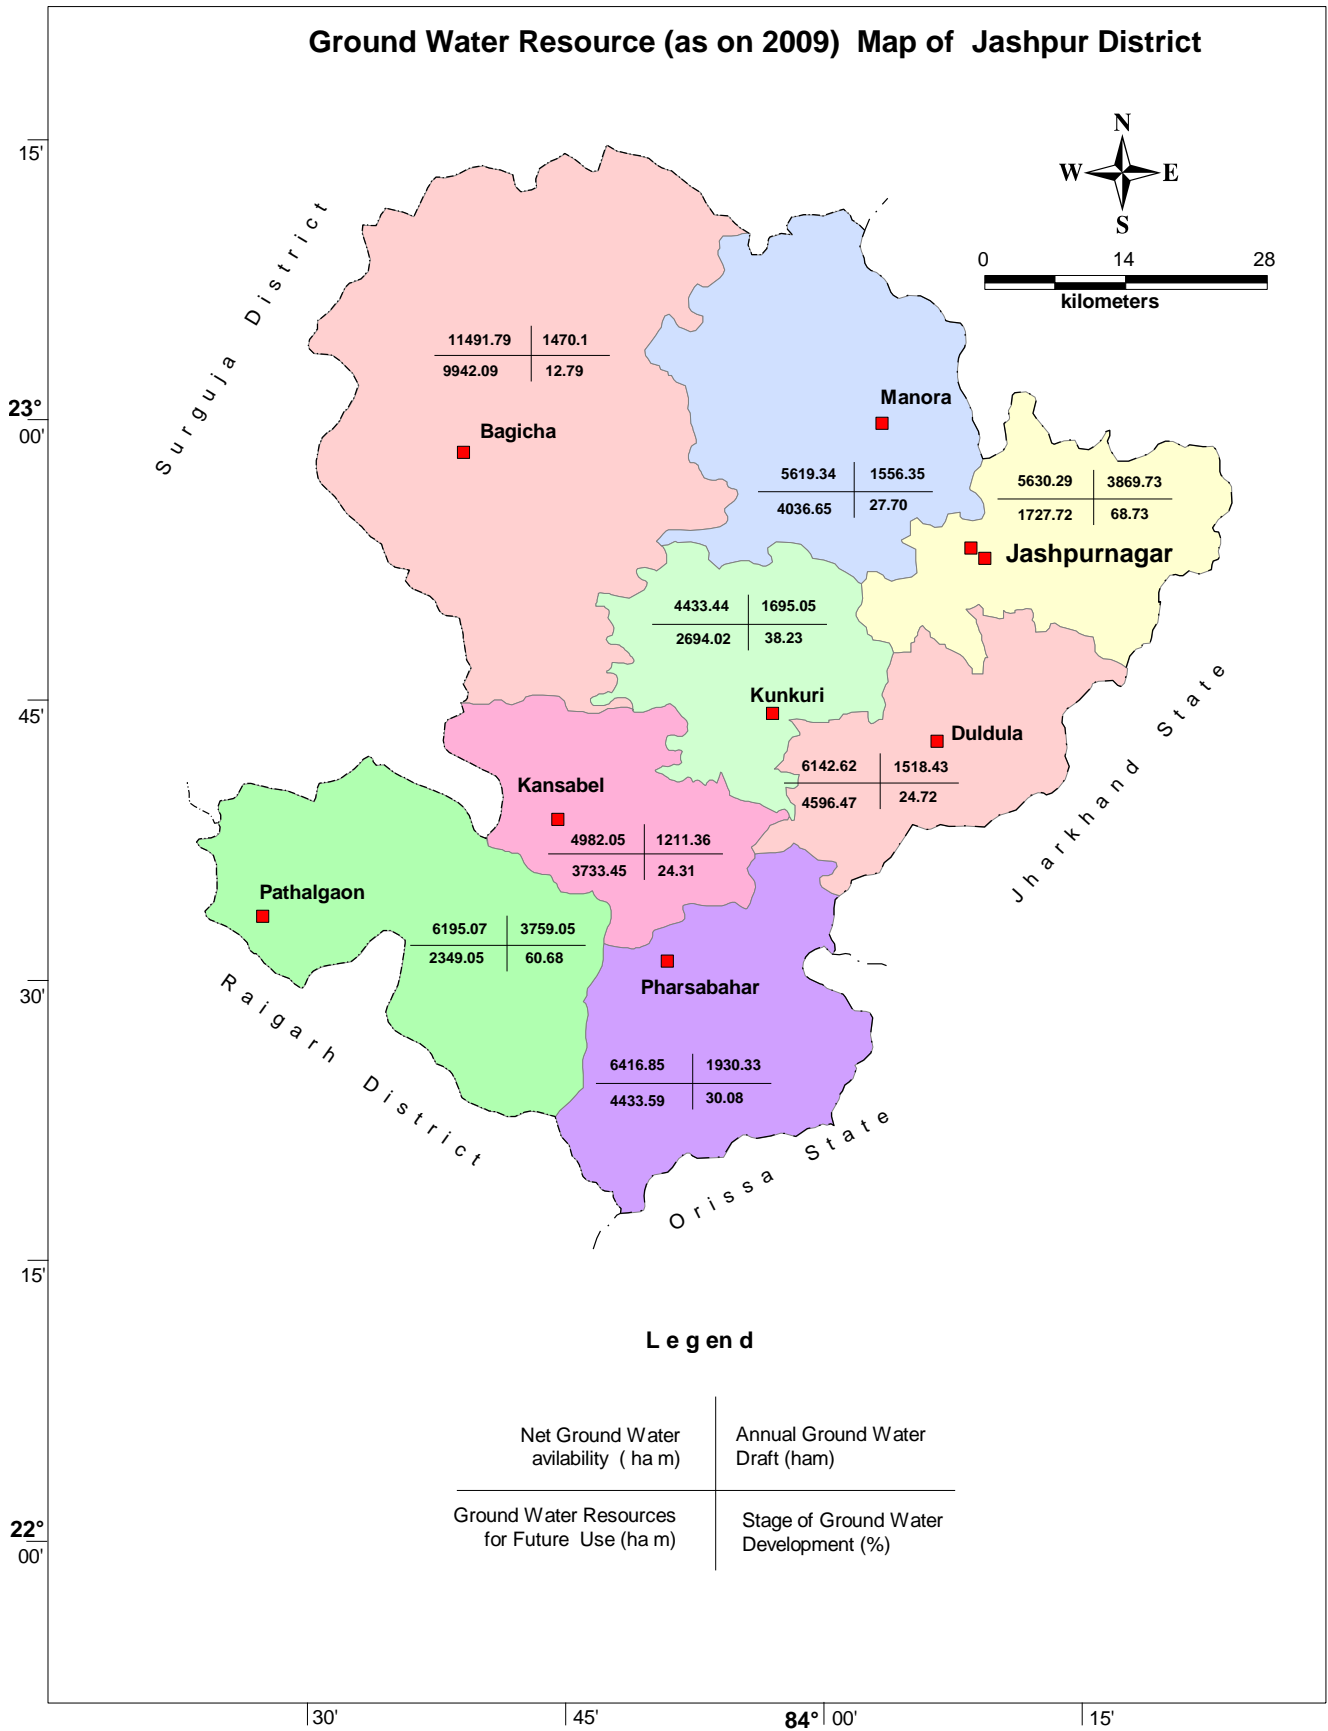 Ground Water Resource (as on 2009) Map of Jashpur District
N
W E
S
0 14 28
kilometers
15'
23°
00'
45'
30'
15'
22°
00'
Surguja District
11491.79 1470.1
9942.09 12.79
Bagicha
Manora
5619.34 1556.35
4036.65 27.70
5630.29 3869.73
1727.72 68.73
Jashpurnagar
4433.44 1695.05
2694.02 38.23
Kunkuri
Duldula
6142.62 1518.43
4596.47 24.72
Jharkhand State
Kansabel
4982.05 1211.36
3733.45 24.31
Pathalgaon
6195.07 3759.05
2349.05 60.68
Raigarh District
Pharsabahar
6416.85 1930.33
4433.59 30.08
Orissa State
Legend
Net Ground Water
avilability ( ha m)
Annual Ground Water
Draft (ham)
Ground Water Resources
for Future Use (ha m)
Stage of Ground Water
Development (%)
30' 45' 84° 00' 15'